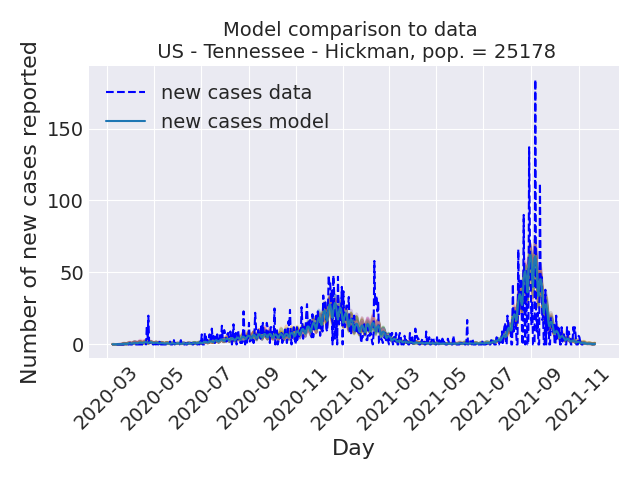 Model comparison to data
US - Tennessee - Hickman, pop. = 25178
Number of new cases reported
new cases data
new cases model
150
100
50
0
2020-03
2020-05
2020-07
2020-09
2020-11
2021-01
2021-03
2021-05
2021-07
2021-09
2021-11
Day